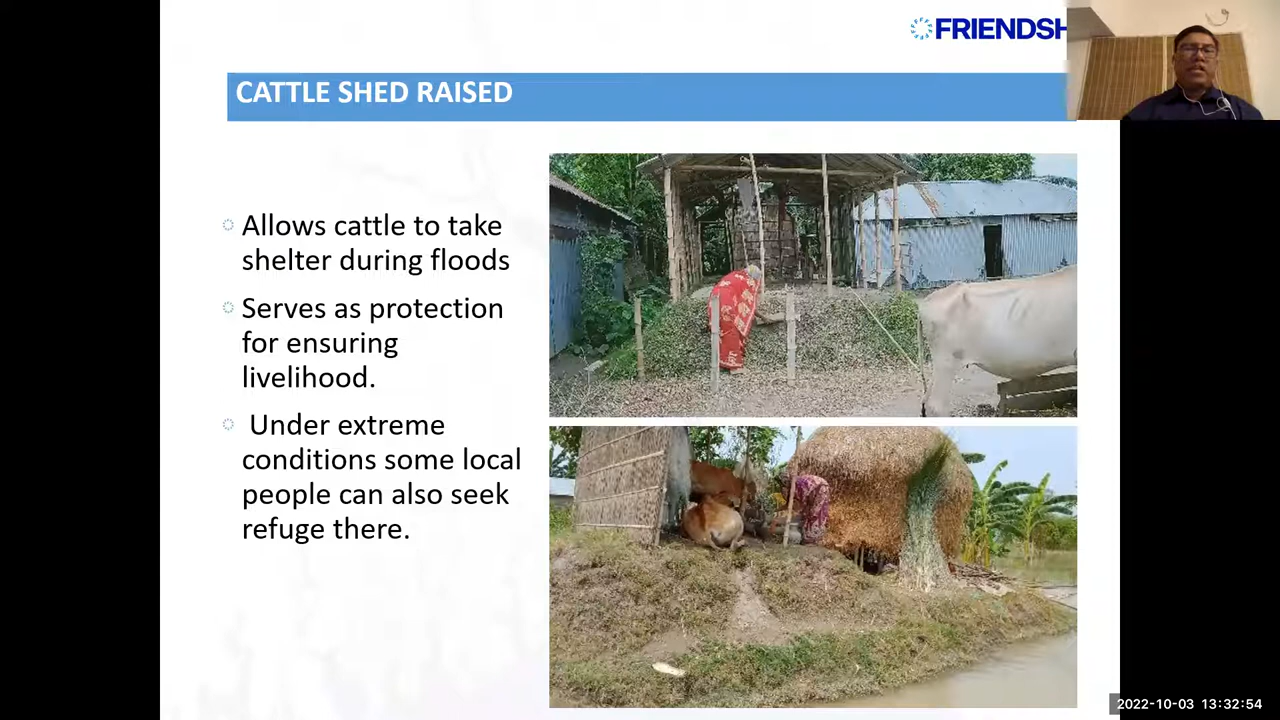 FRIENDSH
CATTLE SHED RAISED
Allows cattle to take
shelter during floods
Serves as protection
for ensuring
livelihood.
Under extreme
conditions some local
people can also seek
refuge there.
2022-10-03 13:32:54